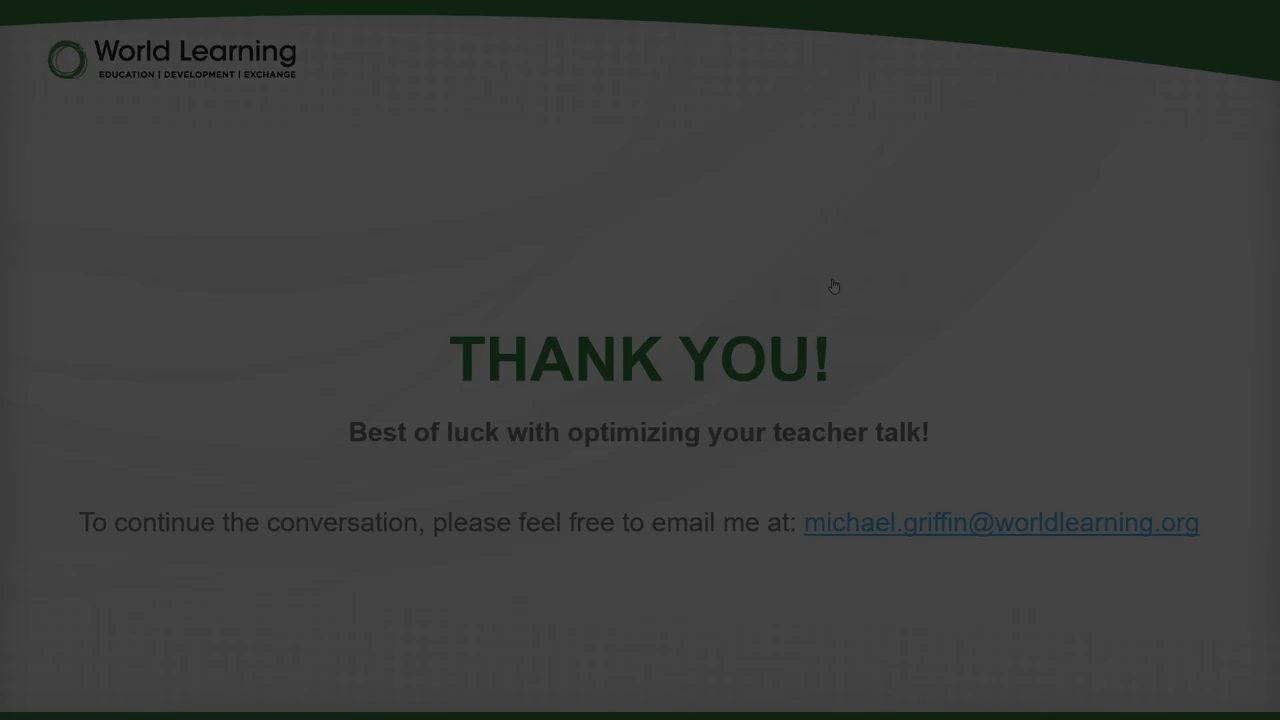 World Learning
EDUCATION | DEVELOPMENT | EXCHANGE
THANK YOU!
Best of luck with optimizing your teacher talk!
To continue the conversation, please feel free to email me at: michael.griffin@worldlearning.org